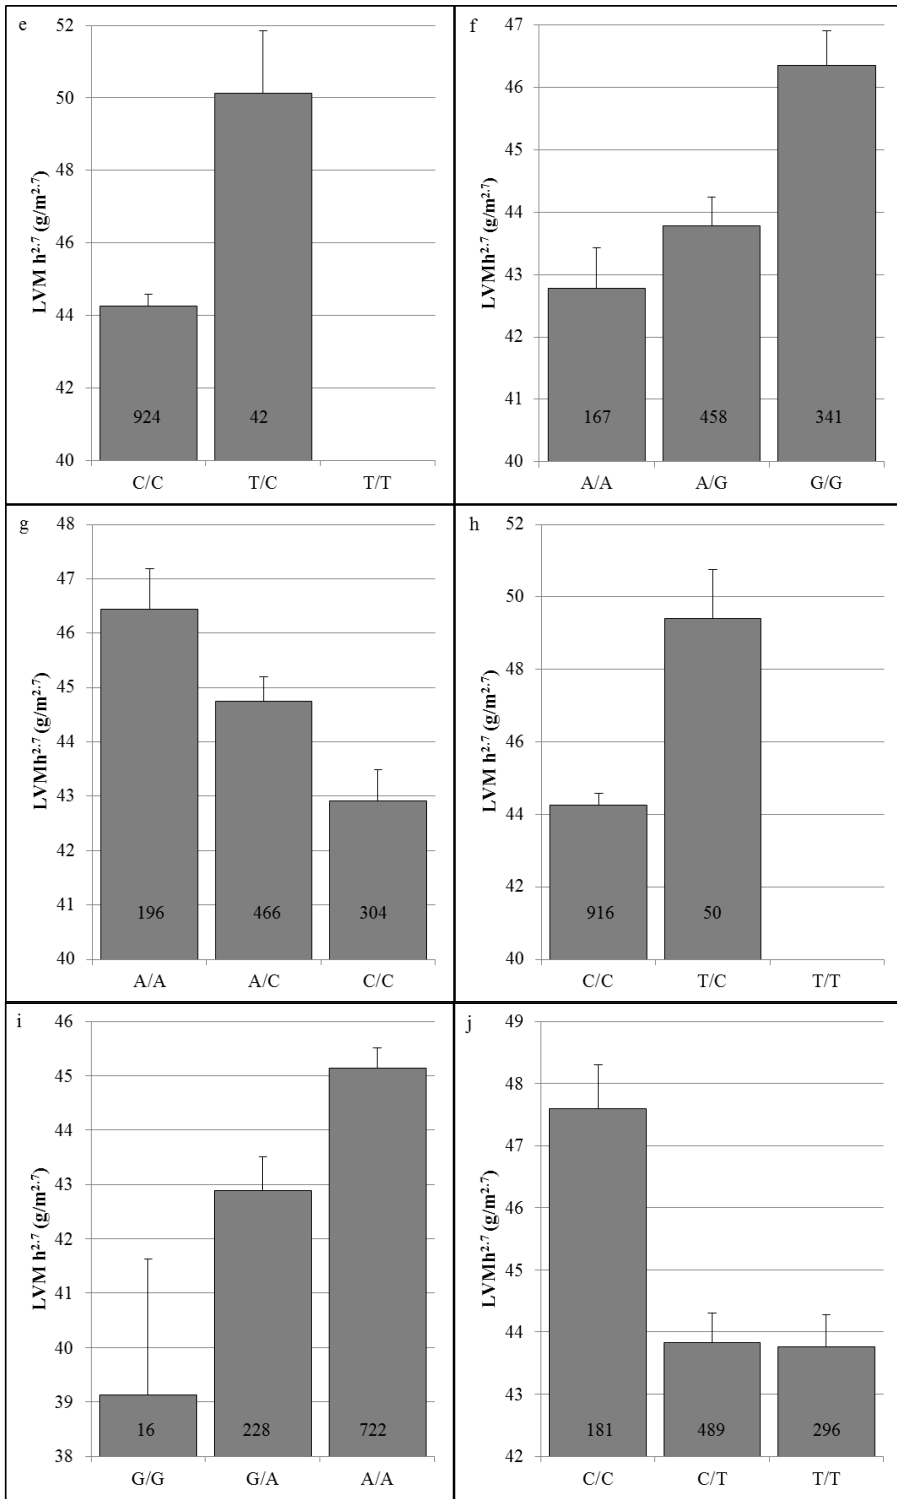 e
52
50
48
46
44
42
40
LVM h²·⁷ (g/m²·⁷)
924
42
C/C
T/C
T/T
f
47
46
45
44
43
42
41
40
LVMh²·⁷ (g/m²·⁷)
167
458
341
A/A
A/G
G/G
g
48
47
46
45
44
43
42
41
40
LVMh²·⁷ (g/m²·⁷)
196
466
304
A/A
A/C
C/C
h
52
50
48
46
44
42
40
LVM h²·⁷ (g/m²·⁷)
916
50
C/C
T/C
T/T
i
46
45
44
43
42
41
40
39
38
LVM h²·⁷ (g/m²·⁷)
16
228
722
G/G
G/A
A/A
j
49
48
47
46
45
44
43
42
LVMh²·⁷ (g/m²·⁷)
181
489
296
C/C
C/T
T/T